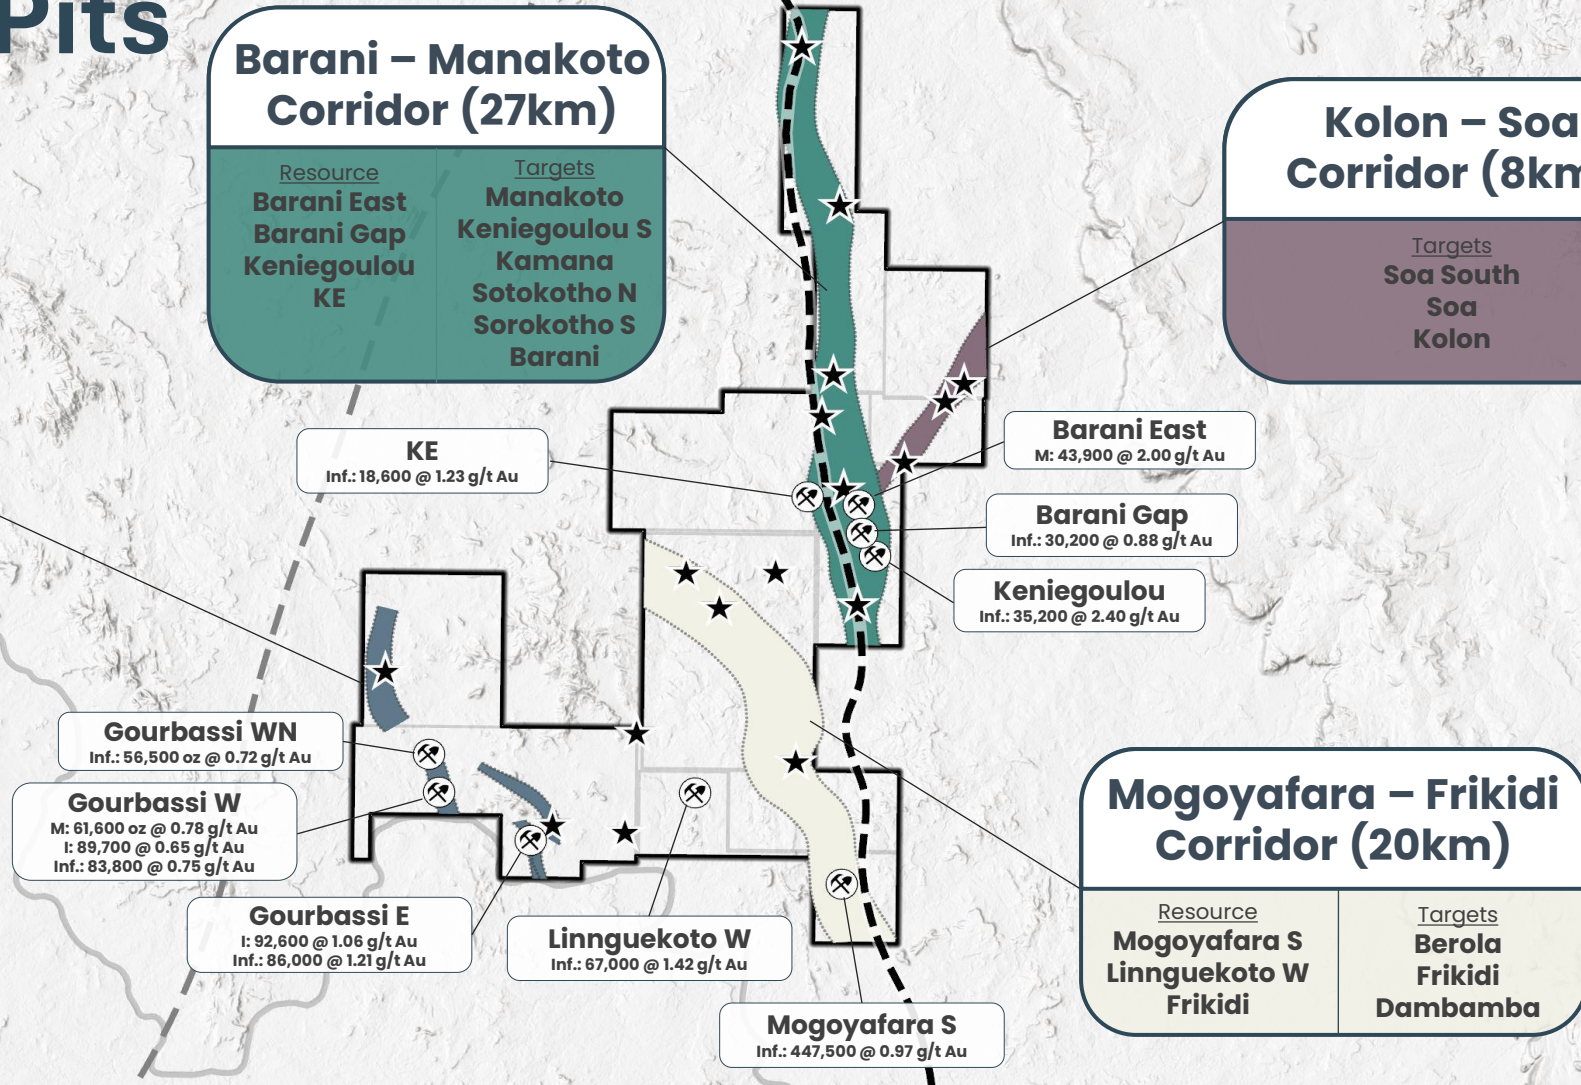 Pits
Barani – Manakoto
Corridor (27km)
Resource
Barani East
Barani Gap
Keniegoulou
KE
Targets
Manakoto
Keniegoulou S
Kamana
Sotokotho N
Sorokotho S
Barani
Kolon – Soa
Corridor (8km
Targets
Soa South
Soa
Kolon
KE
Inf.: 18,600 @ 1.23 g/t Au
Barani East
M: 43,900 @ 2.00 g/t Au
Barani Gap
Inf.: 30,200 @ 0.88 g/t Au
Keniegoulou
Inf.: 35,200 @ 2.40 g/t Au
Gourbassi WN
Inf.: 56,500 oz @ 0.72 g/t Au
Gourbassi W
M: 61,600 oz @ 0.78 g/t Au
I: 89,700 @ 0.65 g/t Au
Inf.: 83,800 @ 0.75 g/t Au
Gourbassi E
I: 92,600 @ 1.06 g/t Au
Inf.: 86,000 @ 1.21 g/t Au
Linnguekoto W
Inf.: 67,000 @ 1.42 g/t Au
Mogoyafara S
Inf.: 447,500 @ 0.97 g/t Au
Mogoyafara – Frikidi
Corridor (20km)
Resource
Mogoyafara S
Linnguekoto W
Frikidi
Targets
Berola
Frikidi
Dambamba